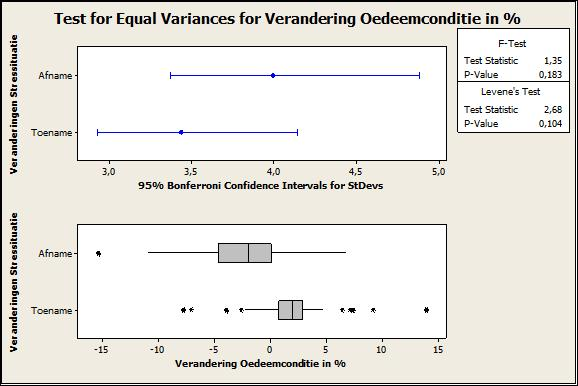 Test for Equal Variances for Verandering Oedeemconditie in %
F-Test
Test Statistic 1,35
P-Value 0,183
Levene's Test
Test Statistic 2,68
P-Value 0,104
Veranderingen Stressituatie
Afname
Toename
3,0 3,5 4,0 4,5 5,0
95% Bonferroni Confidence Intervals for StDevs
Veranderingen Stressituatie
Afname
Toename
-15 -10 -5 0 5 10 15
Verandering Oedeemconditie in %